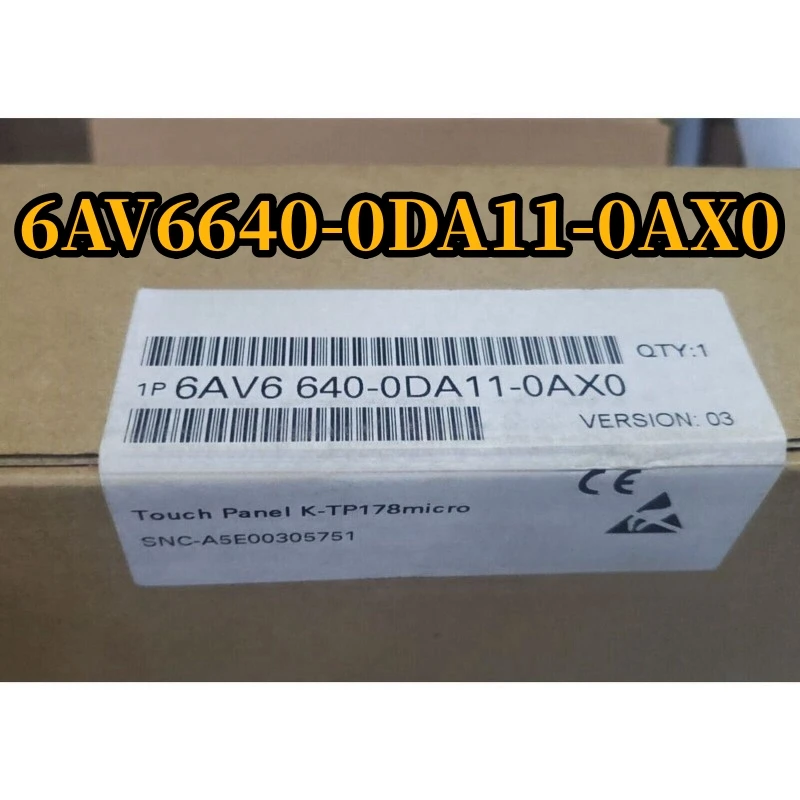 6AV6640-0DA11-0AX0
QTY:1
1P 6AV6 640-0DA11-0AX0
VERSION: 03
CE
Touch Panel K-TP178micro
SNC-A5E00305751